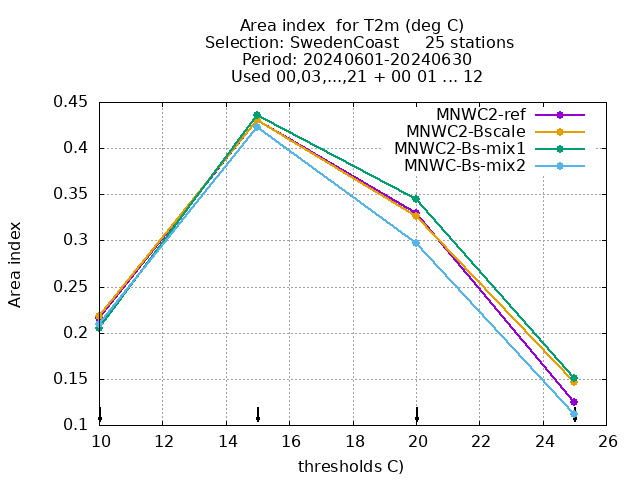 Area index  for T2m (deg C)
Selection: SwedenCoast     25 stations
Period: 20240601-20240630
Used 00,03,...,21 + 00 01 ... 12
MNWC2-ref
MNWC2-Bscale
MNWC2-Bs-mix1
MNWC-Bs-mix2
Area index
0.45
0.4
0.35
0.3
0.25
0.2
0.15
0.1
10 12 14 16 18 20 22 24 26
thresholds C)